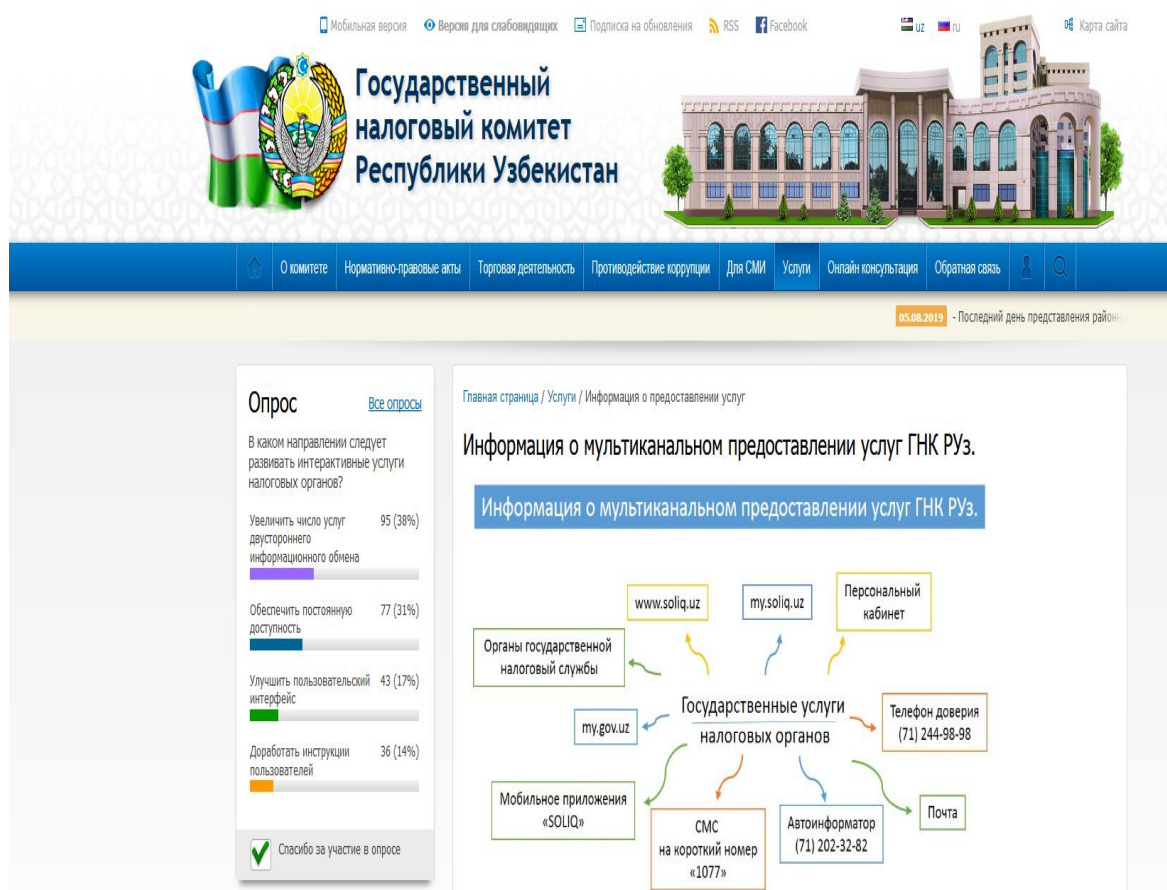 Мобильная версия Версия для слабовидящих Подписка на обновления RSS Facebook uz ru Карта сайта
Государственный
налоговый комитет
Республики Узбекистан
О комитете Нормативно-правовые акты Торговая деятельность Противодействие коррупции Для СМИ Услуги Онлайн консультация Обратная связь
05.08.2019 - Последний день представления район
Опрос Все опросы
В каком направлении следует
развивать интерактивные услуги
налоговых органов?
Увеличить число услуг 95 (38%)
двустороннего
информационного обмена
Обеспечить постоянную 77 (31%)
доступность
Улучшить пользовательский 43 (17%)
интерфейс
Доработать инструкции 36 (14%)
пользователей
Спасибо за участие в опросе
Главная страница / Услуги / Информация о предоставлении услуг
Информация о мультиканальном предоставлении услуг ГНК РУз.
Информация о мультиканальном предоставлении услуг ГНК РУз.
www.soliq.uz
my.soliq.uz
Персональный
кабинет
Органы государственной
налоговый службы
Государственные услуги
налоговых органов
my.gov.uz
Телефон доверия
(71) 244-98-98
Мобильное приложения
«SOLIQ»
СМС
на короткий номер
«1077»
Автоинформатор
(71) 202-32-82
Почта